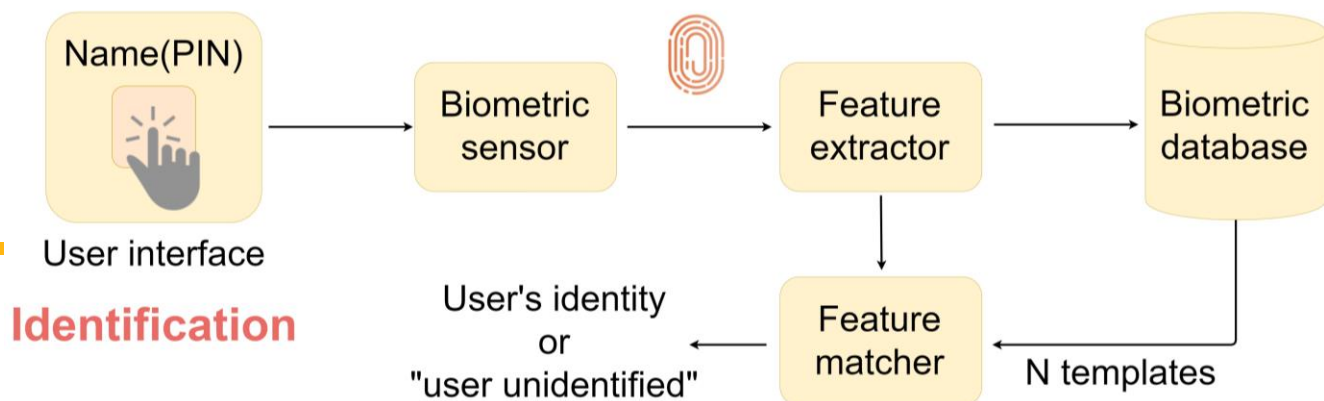 Name(PIN)
User interface
Biometric
sensor
Feature
extractor
Biometric
database
Identification
User's identity
or
"user unidentified"
Feature
matcher
N templates